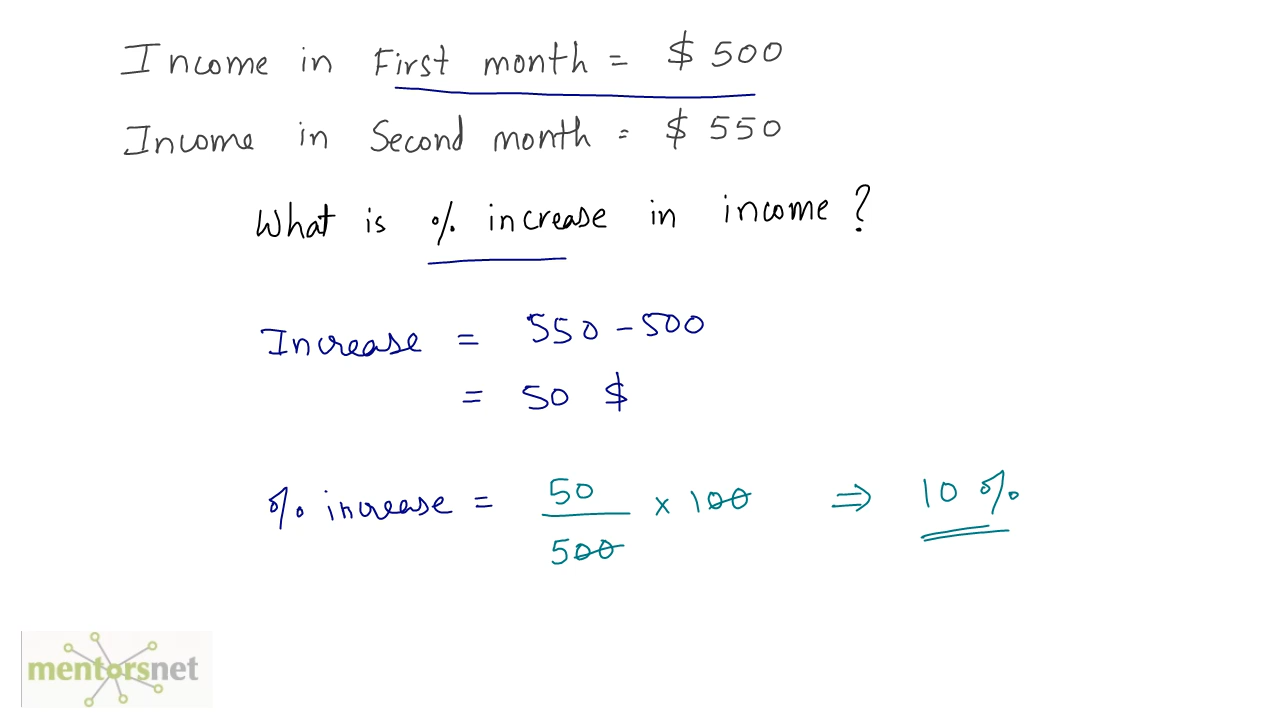 Income in First month = $ 500
Income in Second month = $ 550
What is % increase in income ?
Increase = 550 - 500
= 50 $
% increase = 50/500 x 100 ⇒ 10 %
mentorsnet